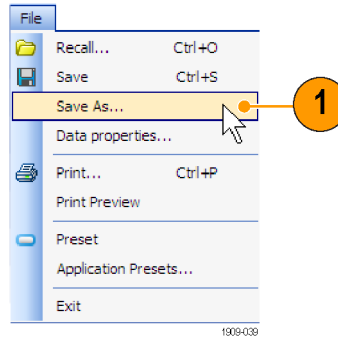 File
Recall... Ctrl+O
Save Ctrl+S
Save As...
1
Data properties...
Print... Ctrl+P
Print Preview
Preset
Application Presets...
Exit
1909-039